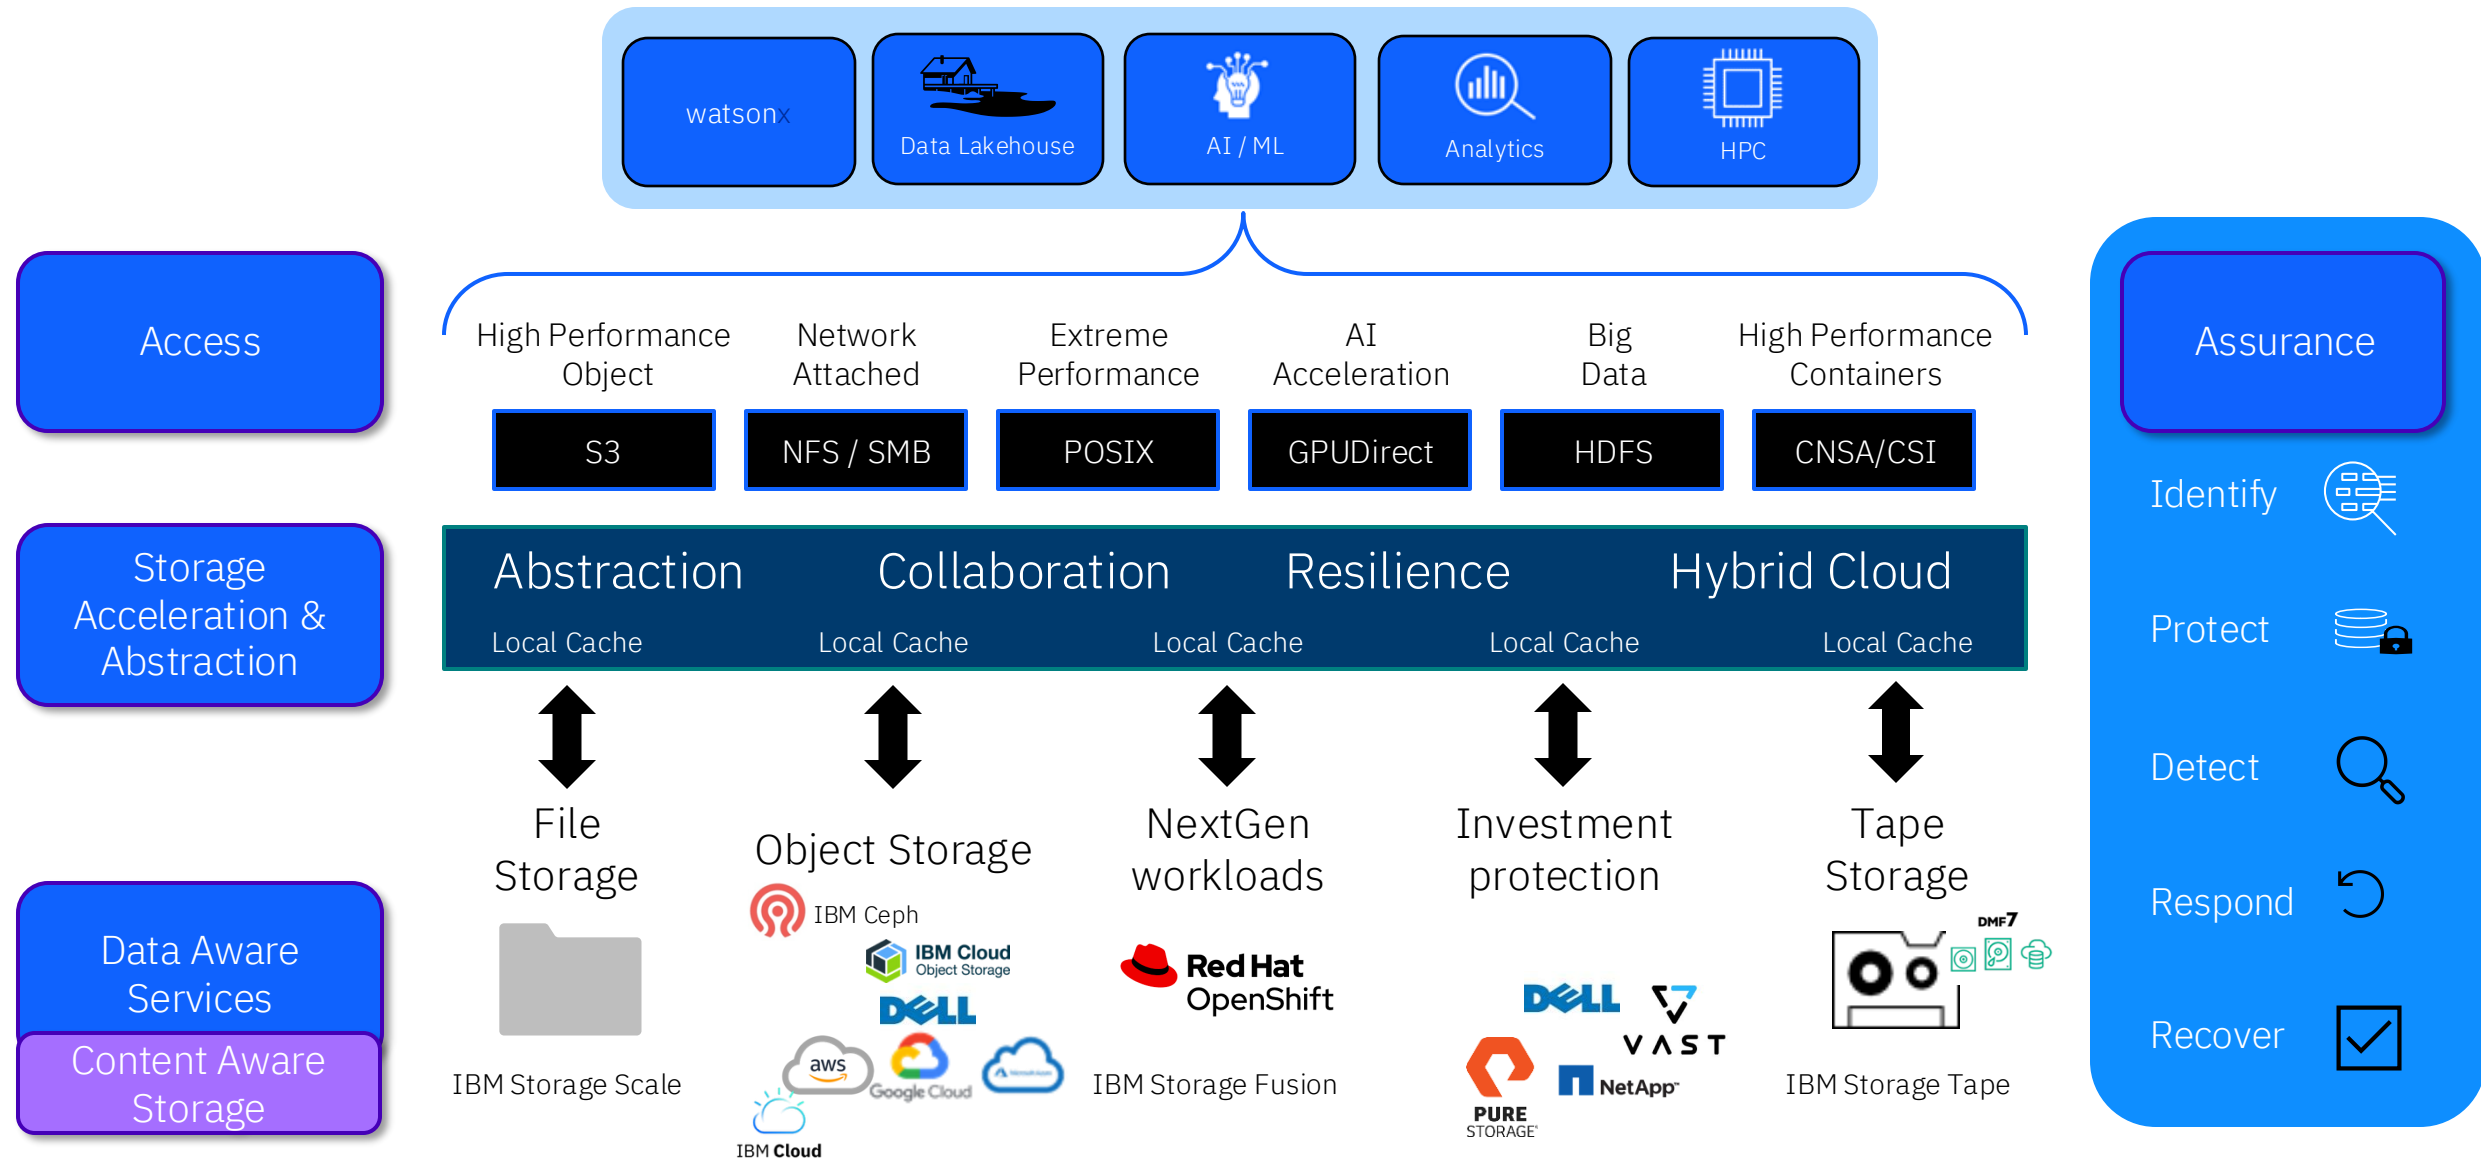 watsonx
Data Lakehouse
AI / ML
Analytics
HPC
Access
High Performance
Object
Network
Attached
Extreme
Performance
AI
Acceleration
Big
Data
High Performance
Containers
S3
NFS / SMB
POSIX
GPUDirect
HDFS
CNSA/CSI
Storage
Acceleration &
Abstraction
Abstraction
Collaboration
Resilience
Hybrid Cloud
Local Cache
Local Cache
Local Cache
Local Cache
Local Cache
Data Aware
Services
Content Aware
Storage
File
Storage
IBM Storage Scale
Object Storage
IBM Ceph
IBM Cloud
Object Storage
DELL
aws
Google Cloud
Microsoft Azure
IBM Cloud
NextGen
workloads
Red Hat
OpenShift
IBM Storage Fusion
Investment
protection
DELL
VAST
PURE
STORAGE
NetApp
Tape
Storage
DMF7
IBM Storage Tape
Assurance
Identify
Protect
Detect
Respond
Recover